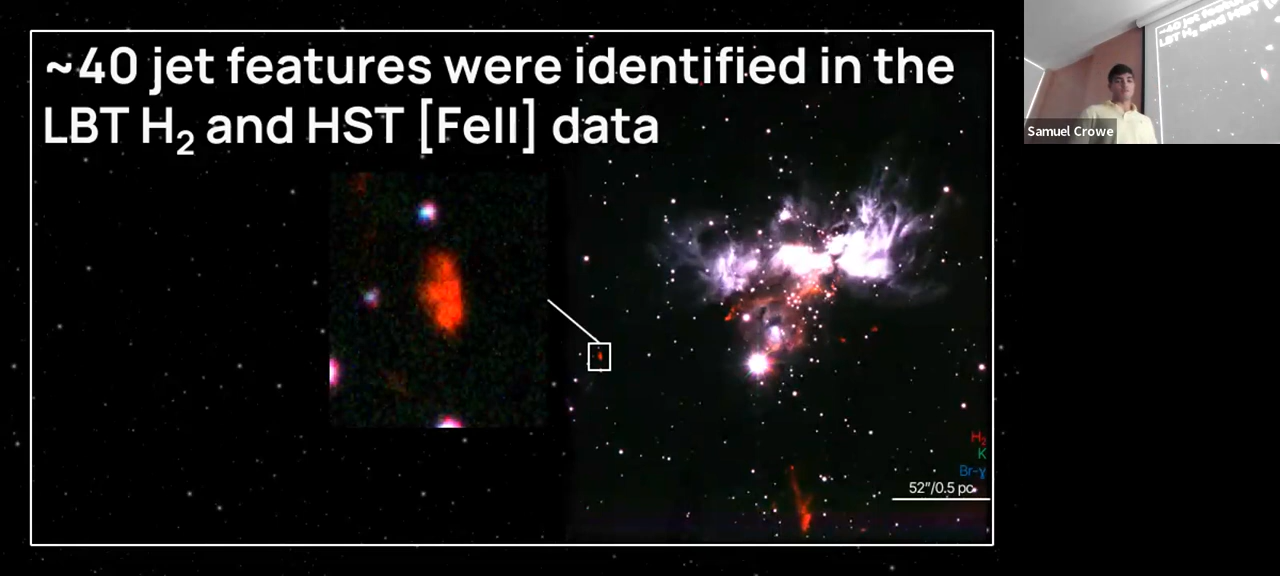 ~40 jet features were identified in the
LBT H₂ and HST [FeII] data
Samuel Crowe
H₂
K
Br-γ
52"/0.5 pc